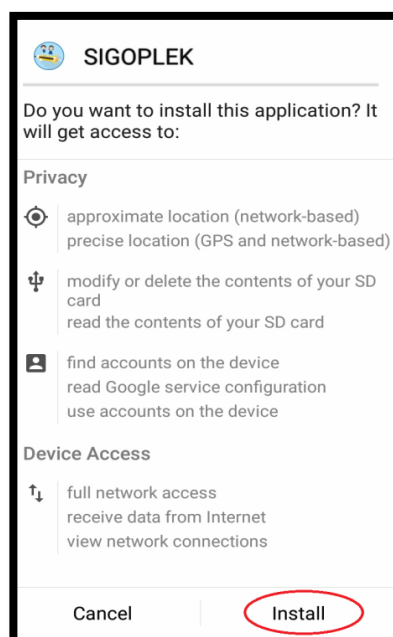 SIGOPLEK
Do you want to install this application? It
will get access to:
Privacy
approximate location (network-based)
precise location (GPS and network-based)
modify or delete the contents of your SD
card
read the contents of your SD card
find accounts on the device
read Google service configuration
use accounts on the device
Device Access
full network access
receive data from Internet
view network connections
Cancel
Install